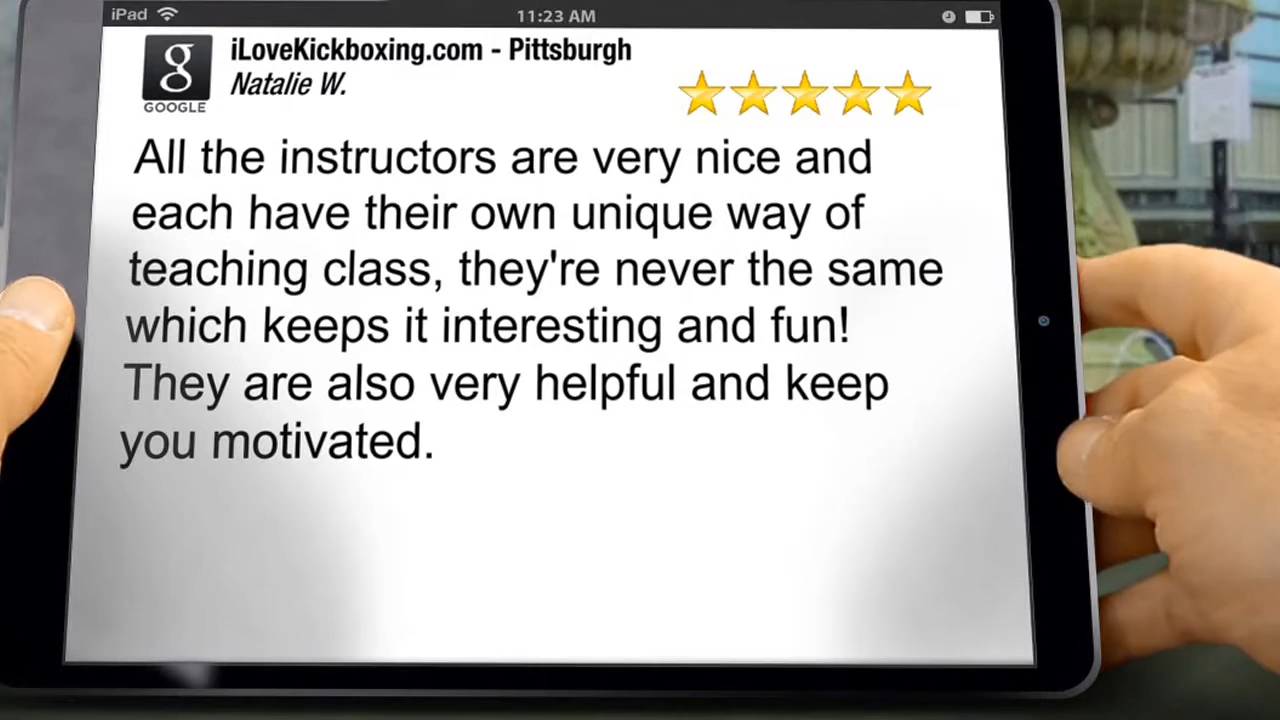 iPad 11:23 AM
iLoveKickboxing.com - Pittsburgh
g
GOOGLE
Natalie W.
All the instructors are very nice and
each have their own unique way of
teaching class, they're never the same
which keeps it interesting and fun!
They are also very helpful and keep
you motivated.